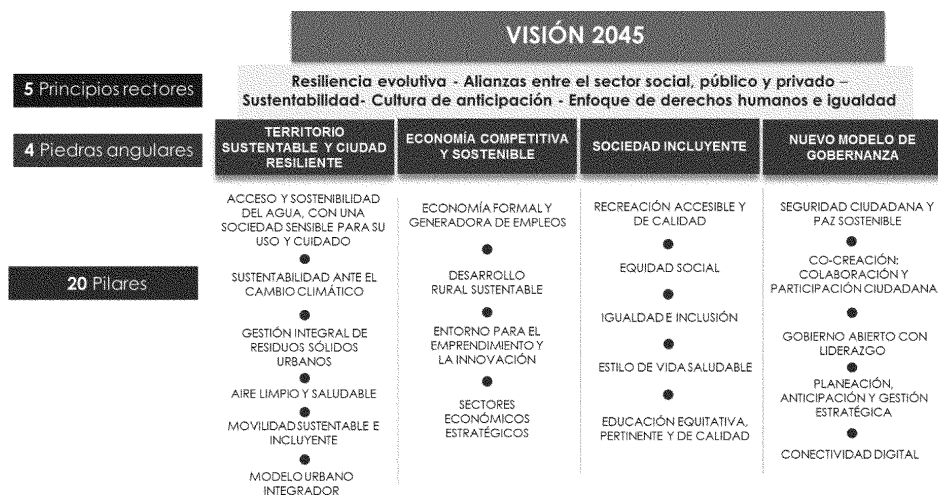 VISIÓN 2045
5 Principios rectores
Resiliencia evolutiva - Alianzas entre el sector social, público y privado –
Sustentabilidad- Cultura de anticipación - Enfoque de derechos humanos e igualdad
4 Piedras angulares
TERRITORIO
SUSTENTABLE Y CIUDAD
RESILIENTE
ECONOMÍA COMPETITIVA
Y SOSTENIBLE
SOCIEDAD INCLUYENTE
NUEVO MODELO DE
GOBERNANZA
20 Pilares
ACCESO Y SOSTENIBILIDAD
DEL AGUA, CON UNA
SOCIEDAD SENSIBLE PARA SU
USO Y CUIDADO
SUSTENTABILIDAD ANTE EL
CAMBIO CLIMÁTICO
GESTIÓN INTEGRAL DE
RESIDUOS SÓLIDOS
URBANOS
AIRE LIMPIO Y SALUDABLE
MOVILIDAD SUSTENTABLE E
INCLUYENTE
MODELO URBANO
INTEGRADOR
ECONOMÍA FORMAL Y
GENERADORA DE EMPLEOS
DESARROLLO
RURAL SUSTENTABLE
ENTORNO PARA EL
EMPRENDIMIENTO Y
LA INNOVACIÓN
SECTORES
ECONÓMICOS
ESTRATÉGICOS
RECREACIÓN ACCESIBLE Y
DE CALIDAD
EQUIDAD SOCIAL
IGUALDAD E INCLUSIÓN
ESTILO DE VIDA SALUDABLE
EDUCACIÓN EQUITATIVA,
PERTINENTE Y DE CALIDAD
SEGURIDAD CIUDADANA Y
PAZ SOSTENIBLE
CO-CREACIÓN:
COLABORACIÓN Y
PARTICIPACIÓN CIUDADANA
GOBIERNO ABIERTO CON
LIDERAZGO
PLANEACIÓN,
ANTICIPACIÓN Y GESTIÓN
ESTRATÉGICA
CONECTIVIDAD DIGITAL